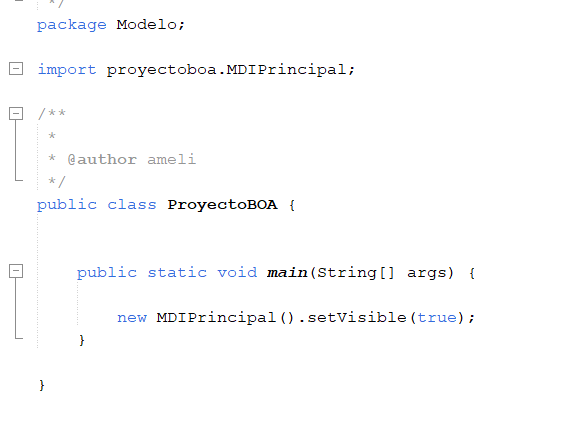 */
package Modelo;
import proyectoboa.MDIPrincipal;
/**
*
* @author ameli
*/
public class ProyectoBOA {
public static void main(String[] args) {
new MDIPrincipal().setVisible(true);
}
}